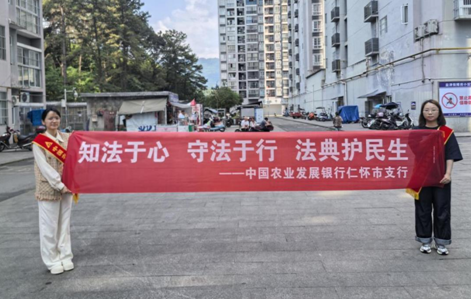 知法于心 守法于行 法典护民生
——中国农业发展银行仁怀市支行